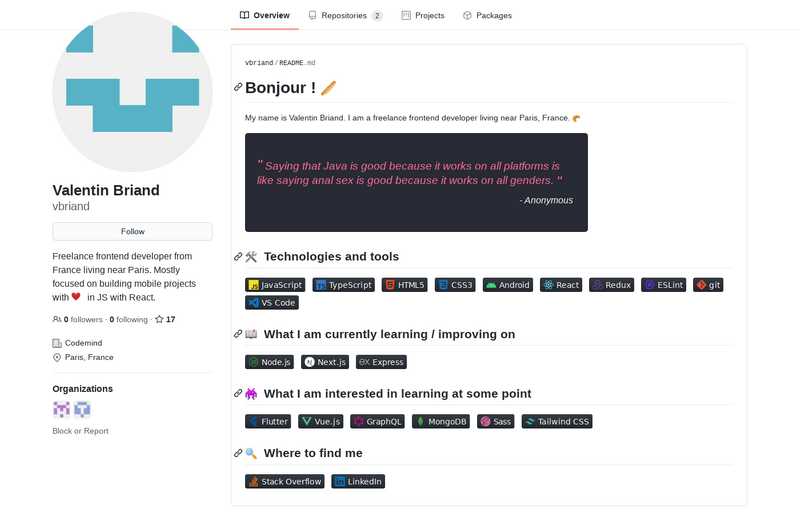 Overview Repositories 2 Projects Packages
vbriand / README.md
Bonjour !
My name is Valentin Briand. I am a freelance frontend developer living near Paris, France.
" Saying that Java is good because it works on all platforms is
like saying anal sex is good because it works on all genders. "
- Anonymous
Valentin Briand
vbriand
Follow
Freelance frontend developer from
France living near Paris. Mostly
focused on building mobile projects
with in JS with React.
0 followers · 0 following · 17
Codemind
Paris, France
Organizations
Block or Report
Technologies and tools
JavaScript TypeScript HTML5 CSS3 Android React Redux ESLint git
VS Code
What I am currently learning / improving on
Node.js Next.js Express
What I am interested in learning at some point
Flutter Vue.js GraphQL MongoDB Sass Tailwind CSS
Where to find me
Stack Overflow LinkedIn